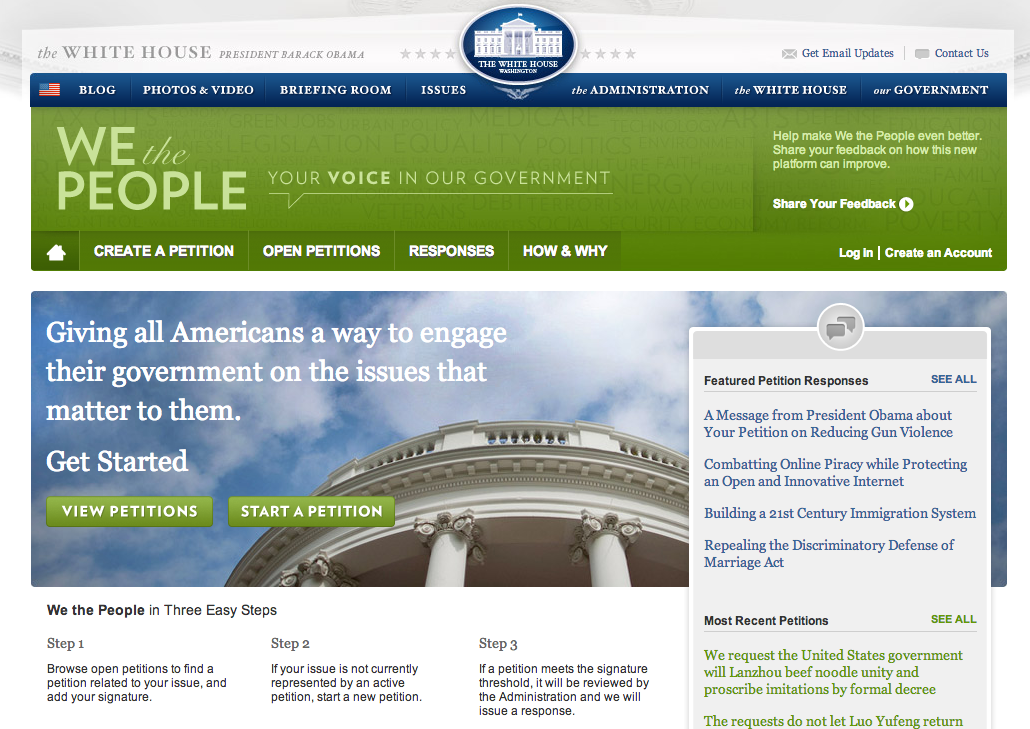 the WHITE HOUSE PRESIDENT BARACK OBAMA
THE WHITE HOUSE
WASHINGTON
Get Email Updates
Contact Us
BLOG
PHOTOS & VIDEO
BRIEFING ROOM
ISSUES
the ADMINISTRATION
the WHITE HOUSE
our GOVERNMENT
WE the
PEOPLE
YOUR VOICE IN OUR GOVERNMENT
Help make We the People even better.
Share your feedback on how this new
platform can improve.
Share Your Feedback
CREATE A PETITION
OPEN PETITIONS
RESPONSES
HOW & WHY
Log In | Create an Account
Giving all Americans a way to engage
their government on the issues that
matter to them.
Get Started
VIEW PETITIONS
START A PETITION
Featured Petition Responses
SEE ALL
A Message from President Obama about
Your Petition on Reducing Gun Violence
Combatting Online Piracy while Protecting
an Open and Innovative Internet
Building a 21st Century Immigration System
Repealing the Discriminatory Defense of
Marriage Act
Most Recent Petitions
SEE ALL
We request the United States government
will Lanzhou beef noodle unity and
proscribe imitations by formal decree
The requests do not let Luo Yufeng return
We the People in Three Easy Steps
Step 1
Browse open petitions to find a
petition related to your issue, and
add your signature.
Step 2
If your issue is not currently
represented by an active
petition, start a new petition.
Step 3
If a petition meets the signature
threshold, it will be reviewed by
the Administration and we will
issue a response.